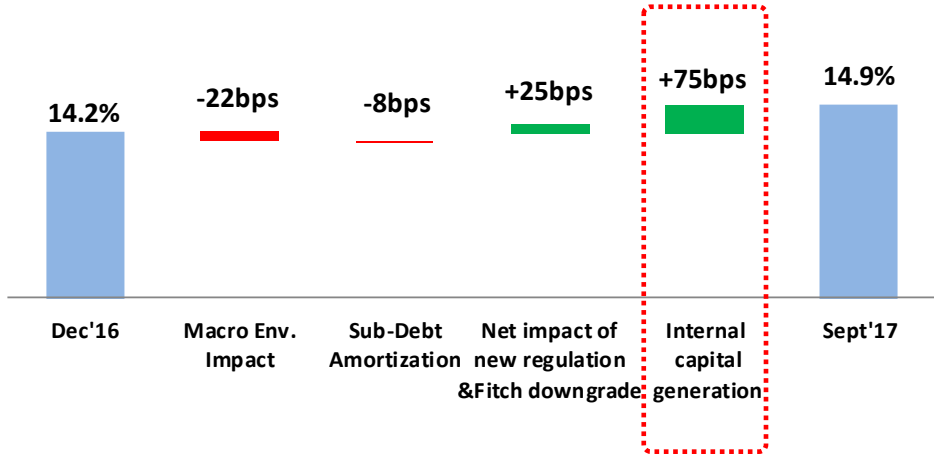 14.2%
-22bps
-8bps
+25bps
+75bps
14.9%
Dec'16
Macro Env.
Impact
Sub-Debt
Amortization
Net impact of
new regulation
&Fitch downgrade
Internal
capital
generation
Sept'17